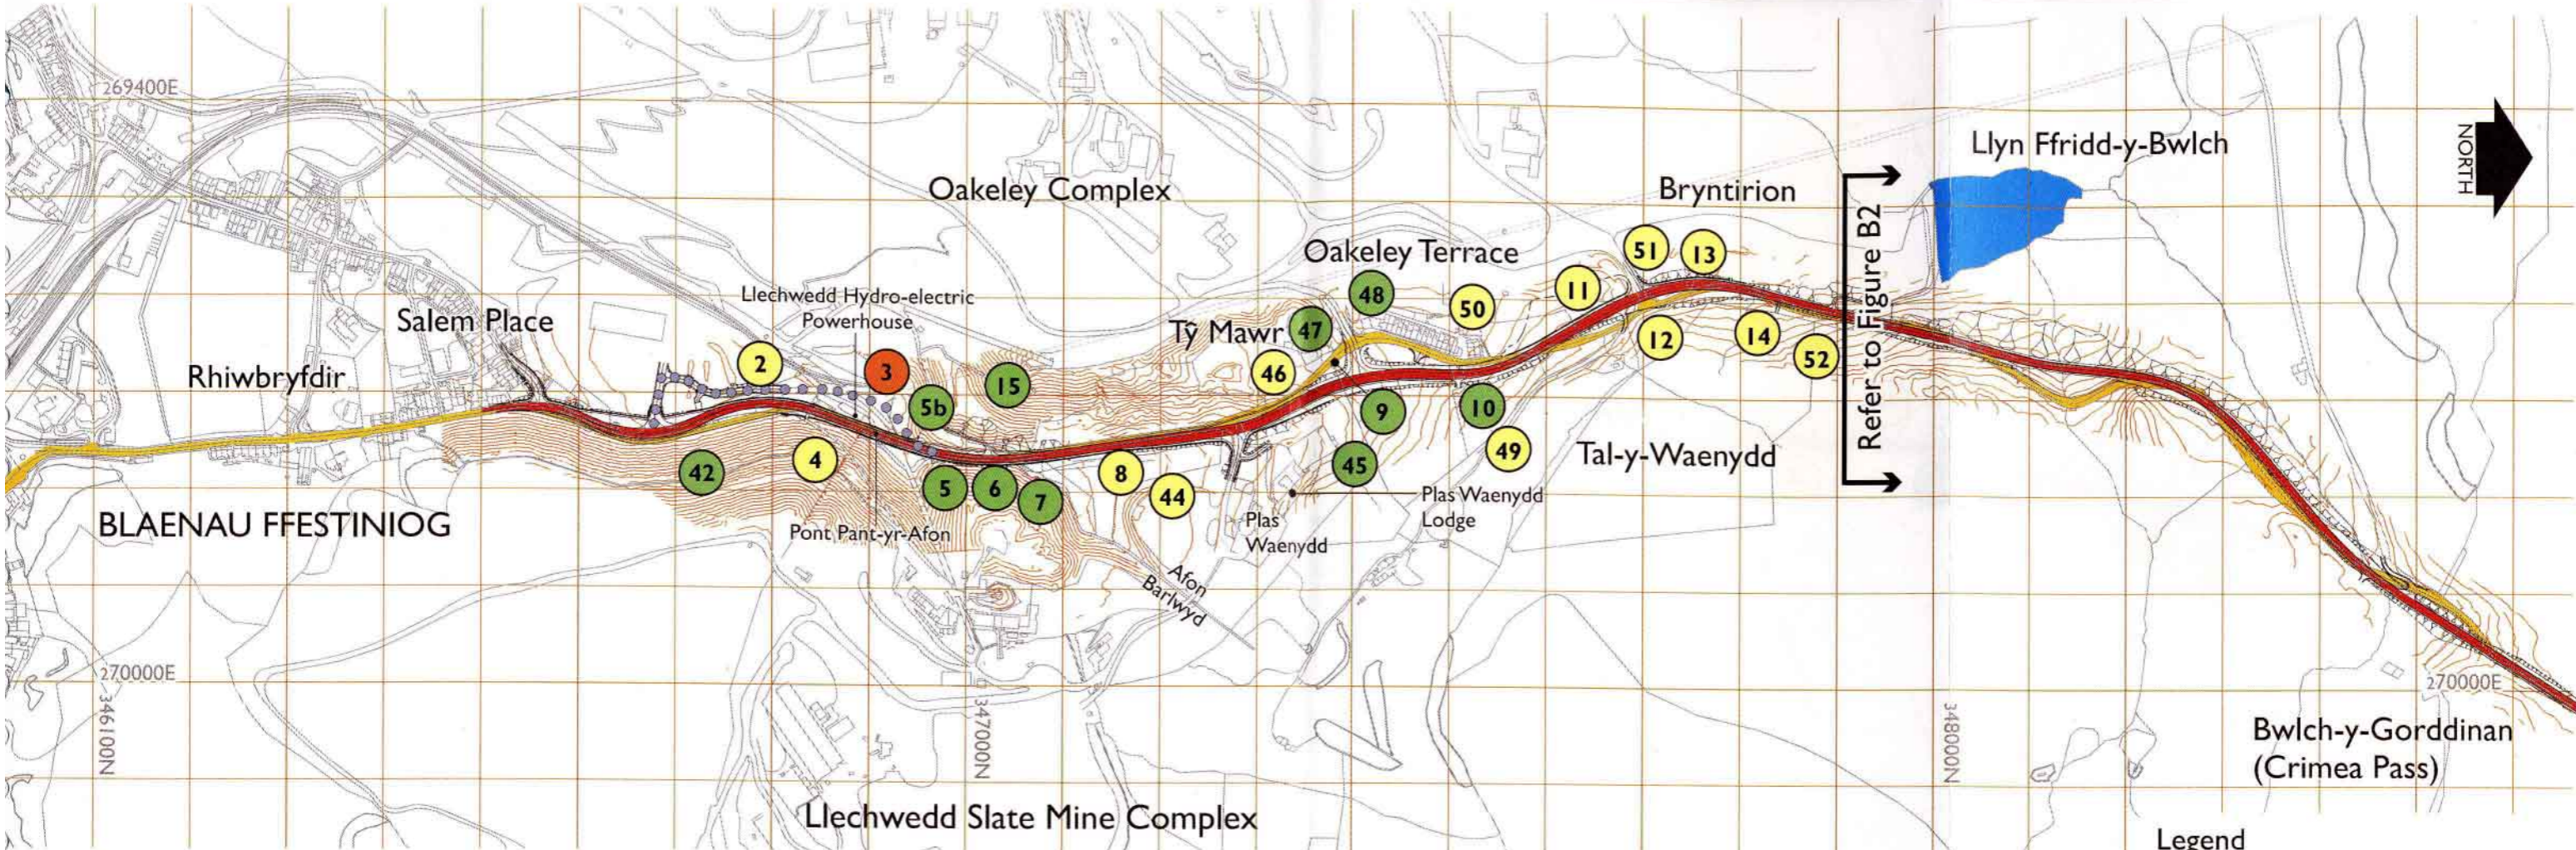 269400E
NORTH
Llyn Ffridd-y-Bwlch
Oakeley Complex
Bryntirion
Oakeley Terrace
51
13
11
48
50
Llechwedd Hydro-electric
Powerhouse
Salem Place
Tŷ Mawr
47
Refer to Figure B2
12
14
52
Rhiwbryfdir
2
3
15
46
5b
9
10
42
4
5
6
7
8
44
45
49
Tal-y-Waenydd
Plas Waenydd
Lodge
BLAENAU FFESTINIOG
Pont Pant-yr-Afon
Plas
Waenydd
Afon
Barlwyd
270000E
270000E
346100N
347000N
348000N
Bwlch-y-Gorddinan
(Crimea Pass)
Llechwedd Slate Mine Complex
Legend